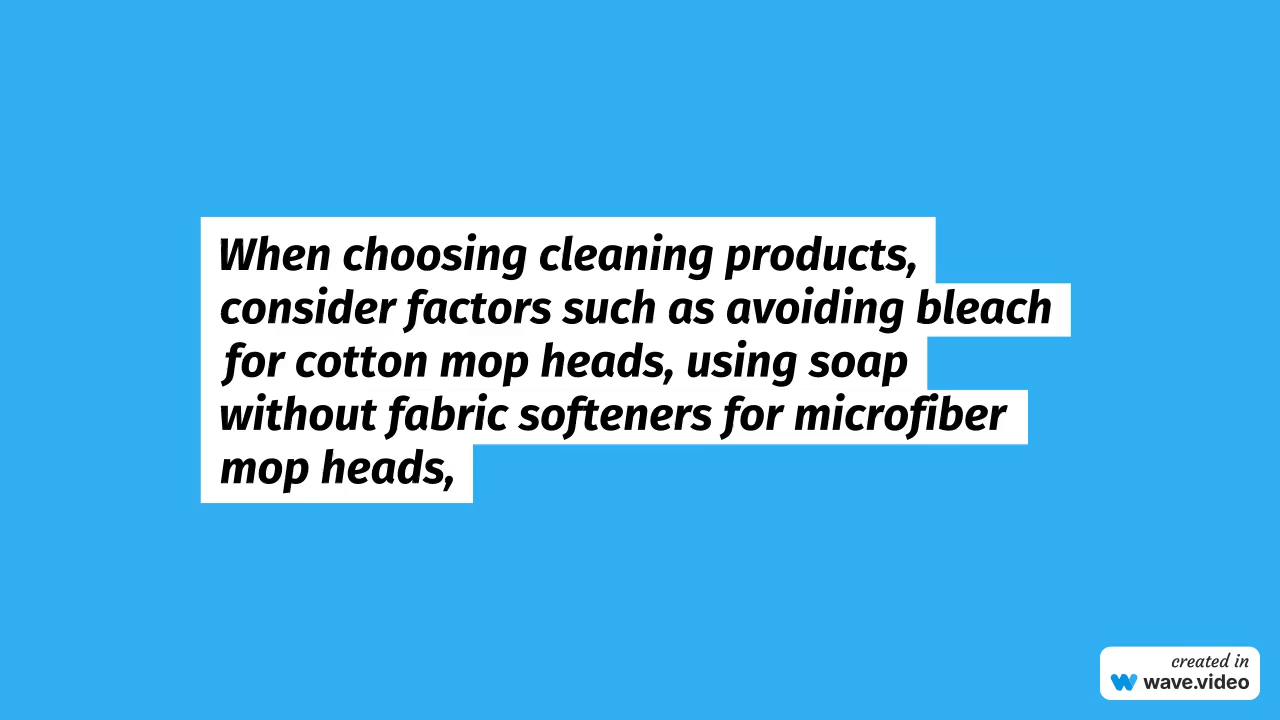 When choosing cleaning products,
consider factors such as avoiding bleach
for cotton mop heads, using soap
without fabric softeners for microfiber
mop heads,
created in
wave.video